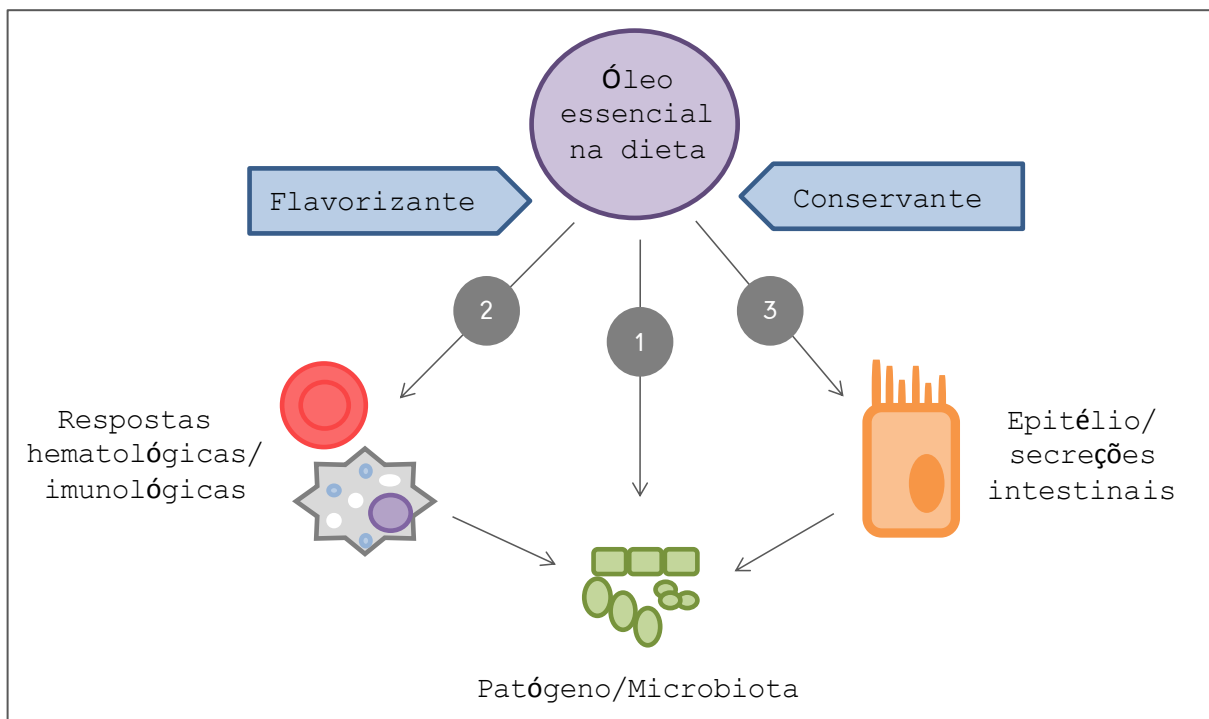 Óleo
essencial
na dieta
Flavorizante
Conservante
2
3
1
Respostas
hematológicas/
imunológicas
Epitélio/
secreções
intestinais
Patógeno/Microbiota